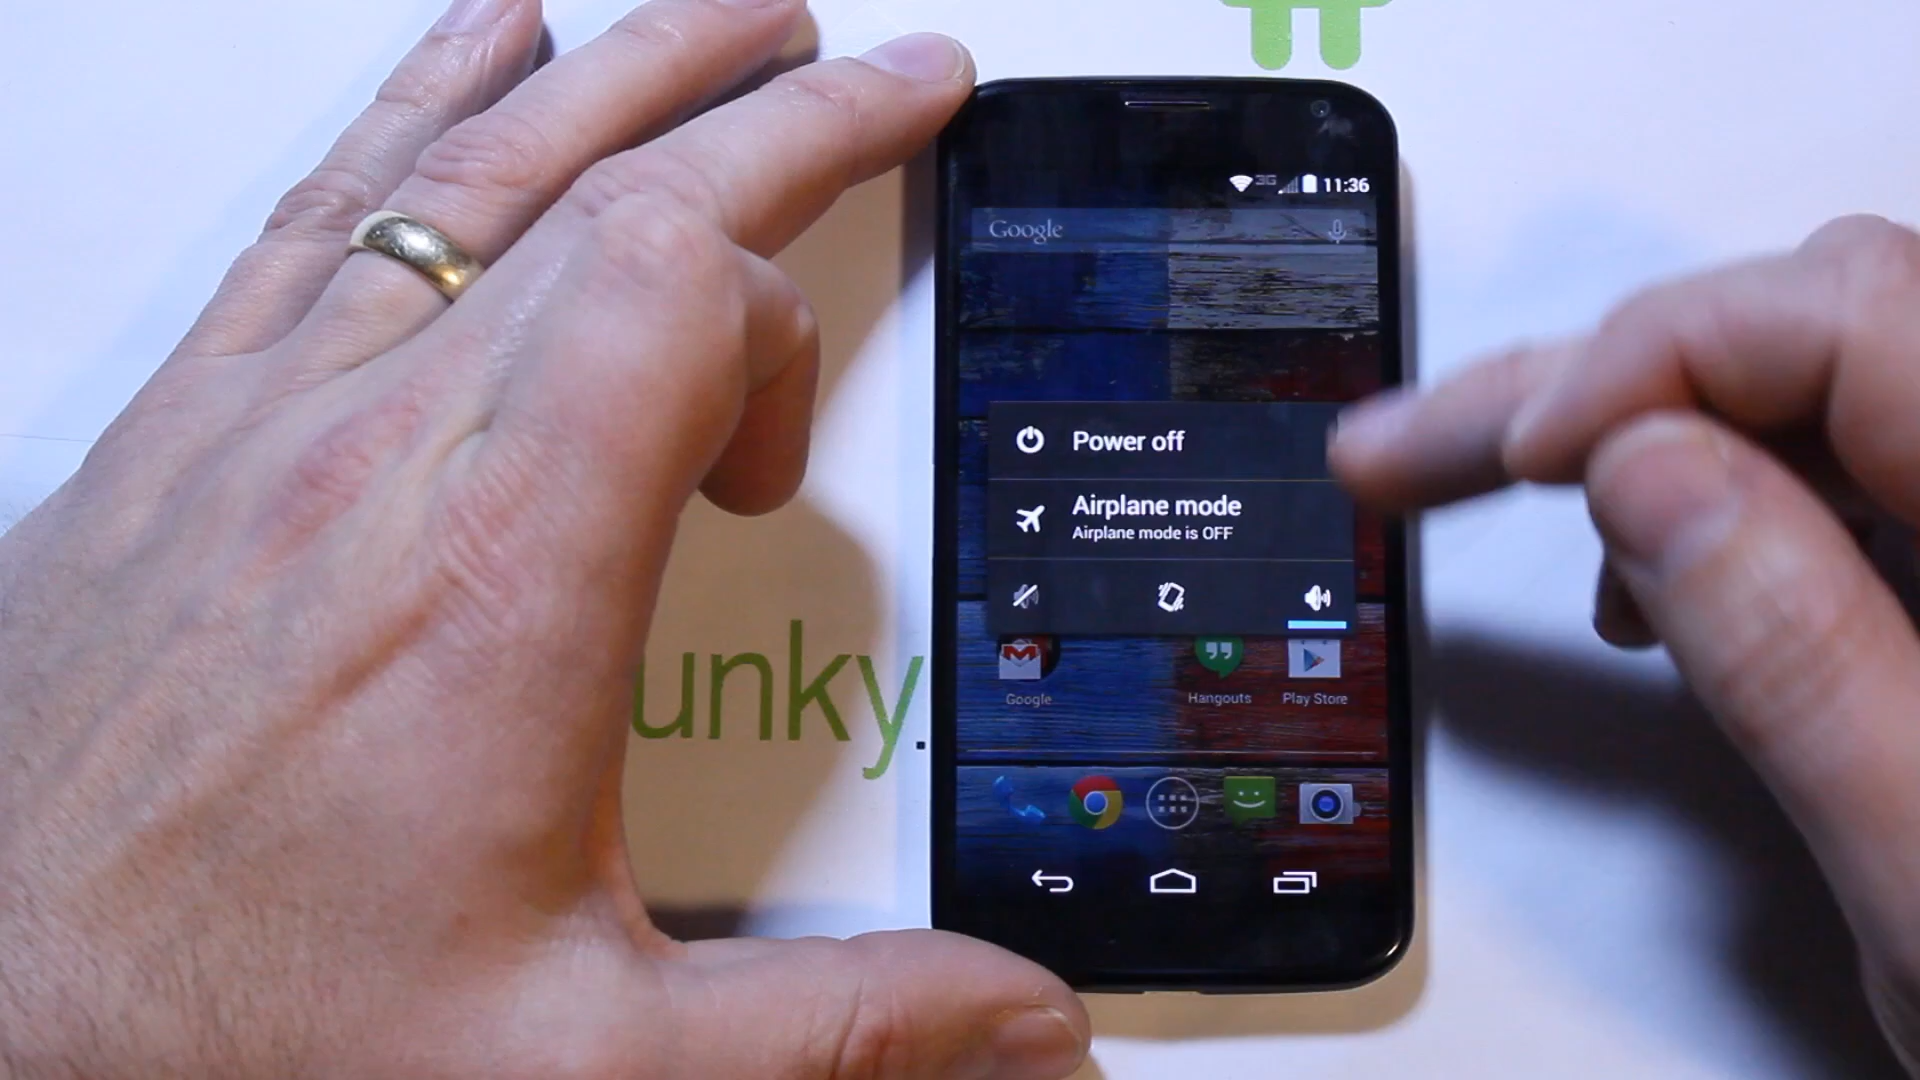 3G 11:36
Google
Power off
Airplane mode
Airplane mode is OFF
Google Hangouts Play Store
unky.